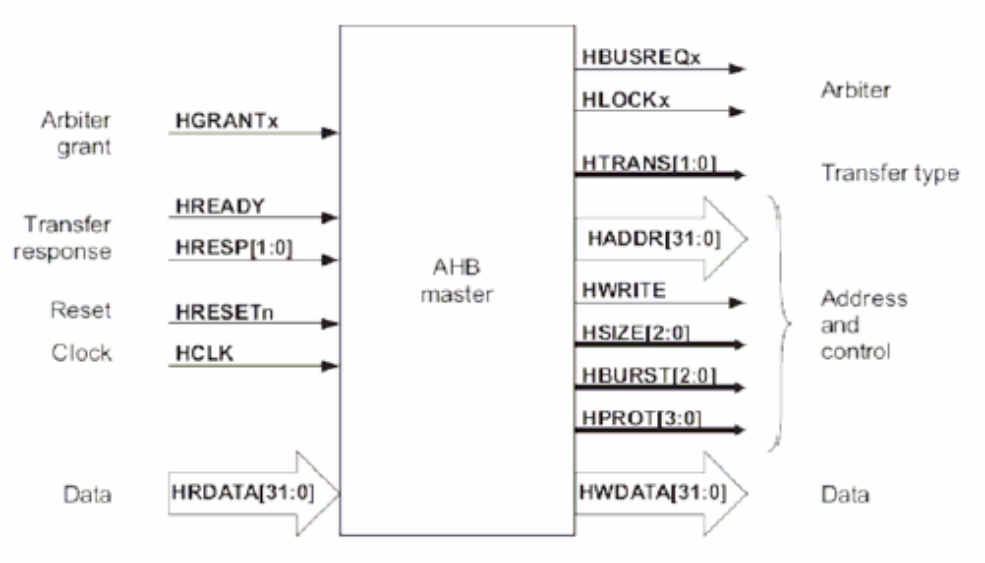 Arbiter
grant
HGRANTx
Transfer
response
HREADY
HRESP[1:0]
Reset
HRESETn
Clock
HCLK
Data
HRDATA[31:0]
AHB
master
HBUSREQx
HLOCKx
Arbiter
HTRANS[1:0]
Transfer type
HADDR[31:0]
HWRITE
HSIZE[2:0]
HBURST[2:0]
HPROT[3:0]
Address
and
control
HWDATA[31:0]
Data